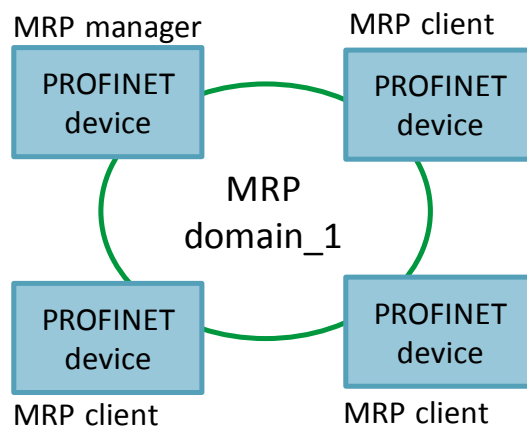 MRP manager
MRP client
PROFINET
device
PROFINET
device
MRP
domain_1
PROFINET
device
PROFINET
device
MRP client
MRP client